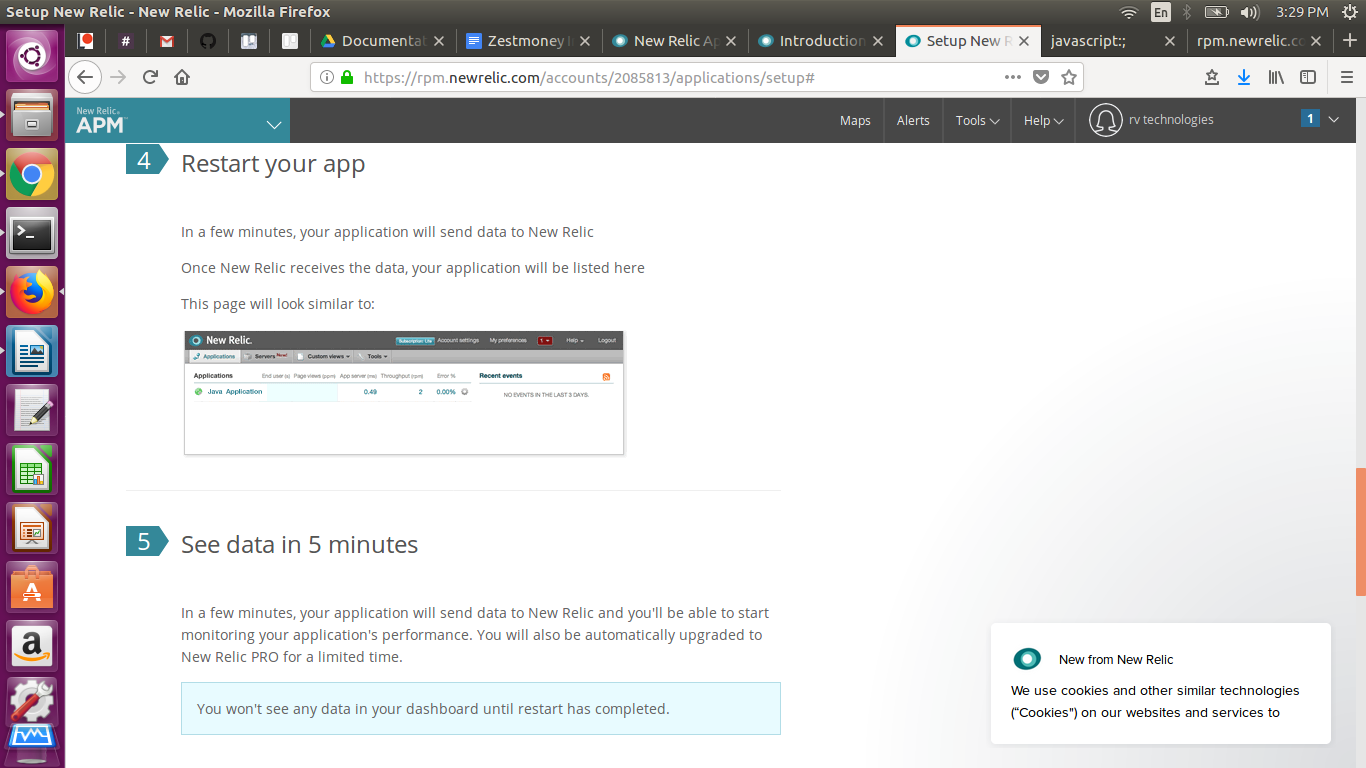 Setup New Relic - New Relic - Mozilla Firefox
En
3:29 PM
Documentat
Zestmoney I
New Relic Ap
Introduction
Setup New R
javascript:;
rpm.newrelic.co
https://rpm.newrelic.com/accounts/2085813/applications/setup#
New Relic®
APM™
Maps
Alerts
Tools
Help
rv technologies
1
4 Restart your app
In a few minutes, your application will send data to New Relic
Once New Relic receives the data, your application will be listed here
This page will look similar to:
New Relic.
Subscription: Lite
Account settings
My preferences
1
Help
Logout
Applications
Servers New!
Custom views
Tools
Applications
End user (s) Page views (ppm) App server (ms) Throughput (rpm) Error %
Recent events
Java Application
0.49
2
0.00%
NO EVENTS IN THE LAST 3 DAYS.
5 See data in 5 minutes
In a few minutes, your application will send data to New Relic and you'll be able to start
monitoring your application's performance. You will also be automatically upgraded to
New Relic PRO for a limited time.
You won't see any data in your dashboard until restart has completed.
New from New Relic
We use cookies and other similar technologies
(“Cookies") on our websites and services to